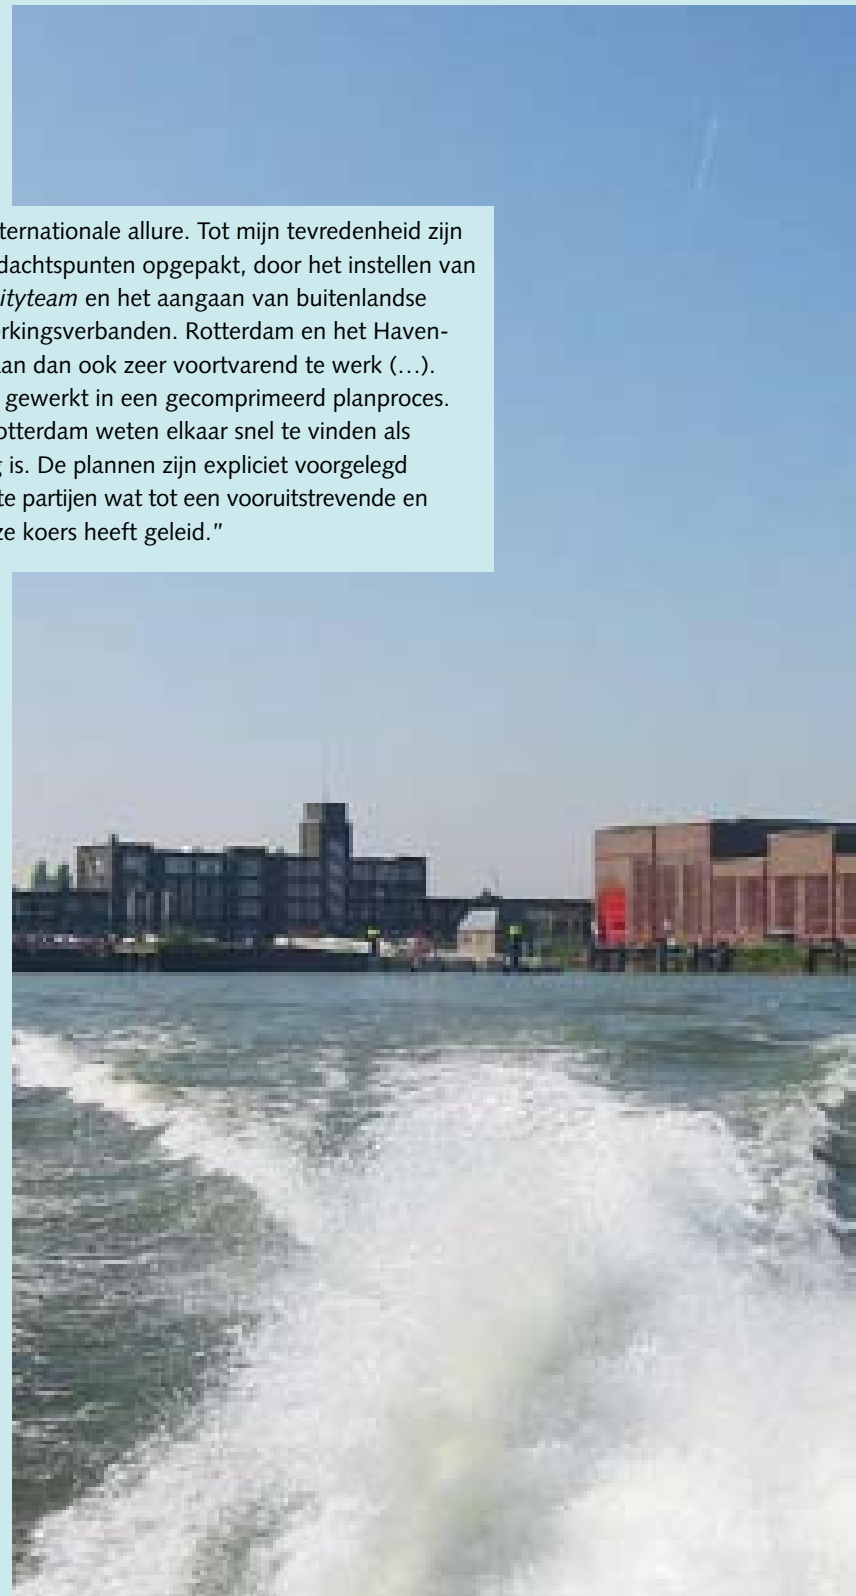 ternationale allure. Tot mijn tevredenheid zijn
dachtspunten opgepakt, door het instellen van
ityteam en het aangaan van buitenlandse
rkingsverbanden. Rotterdam en het Haven-
aan dan ook zeer voortvarend te werk (…).
gewerkt in een gecomprimeerd planproces.
otterdam weten elkaar snel te vinden als
g is. De plannen zijn expliciet voorgelegd
te partijen wat tot een vooruitstrevende en
ze koers heeft geleid.”